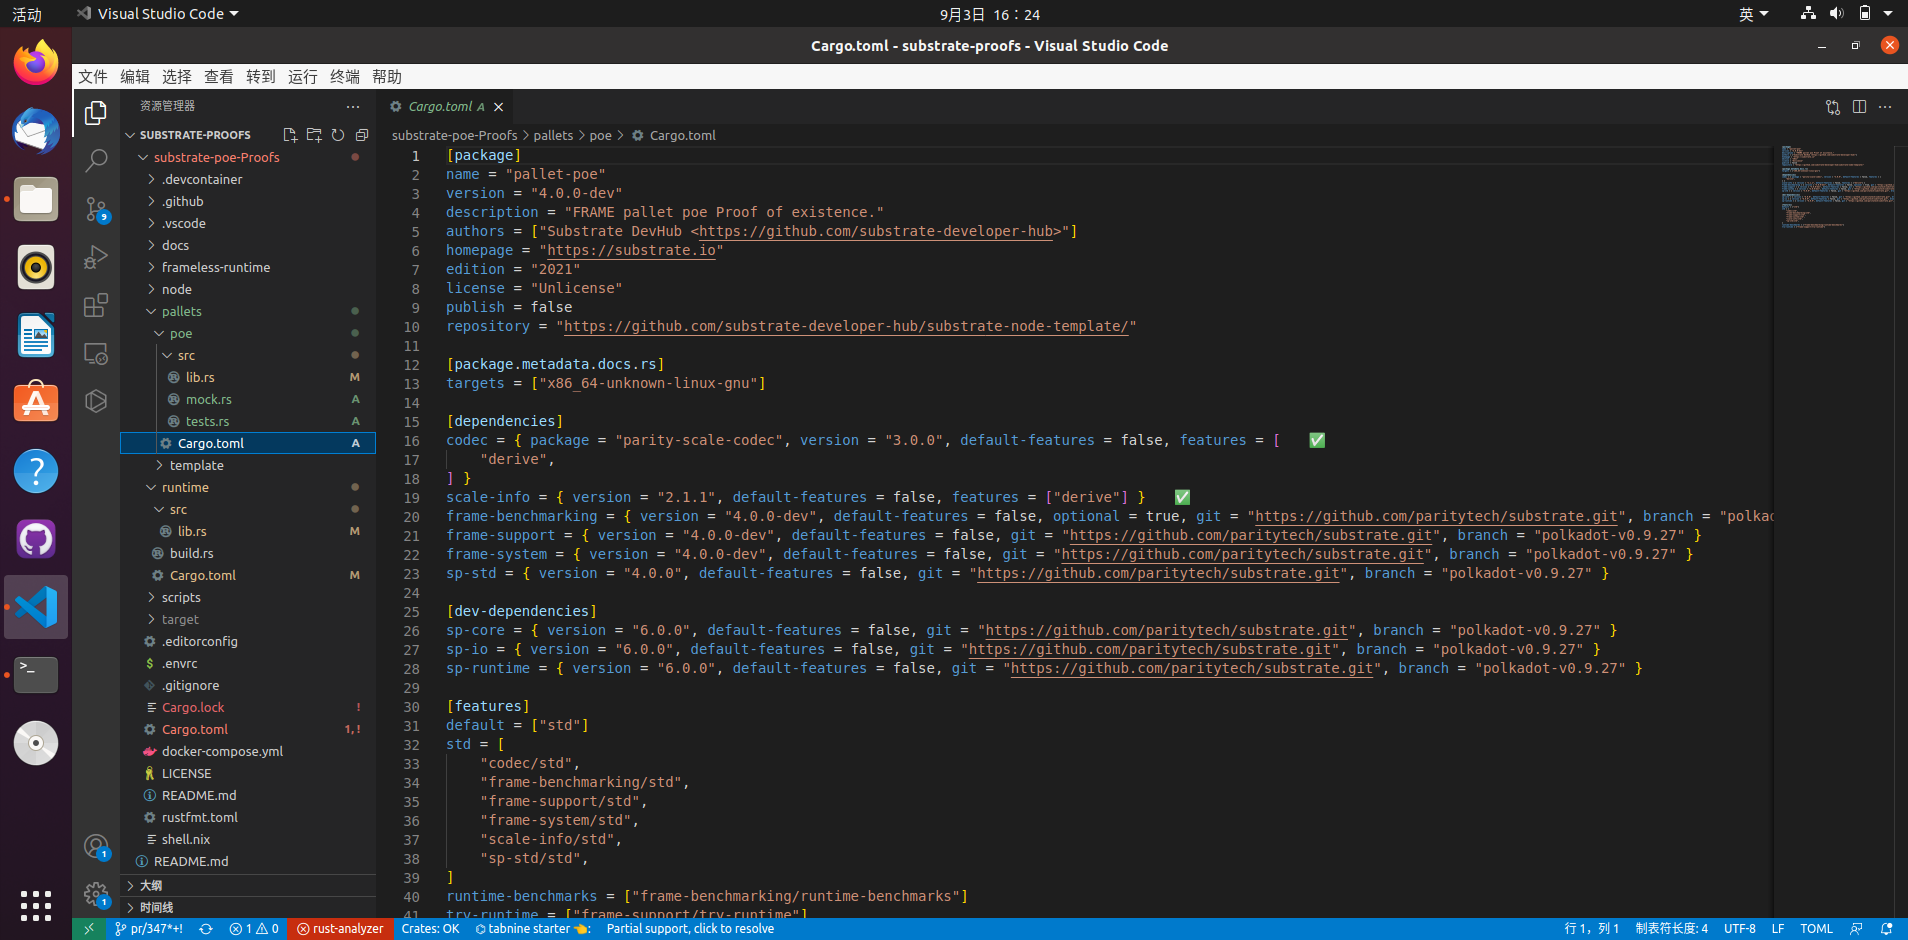 活动
Visual Studio Code
9月3日 16：24
英
Cargo.toml - substrate-proofs - Visual Studio Code
文件 编辑 选择 查看 转到 运行 终端 帮助
资源管理器
SUBSTRATE-PROOFS
substrate-poe-Proofs
.devcontainer
.github
.vscode
docs
frameless-runtime
node
pallets
poe
src
lib.rs M
mock.rs A
tests.rs A
Cargo.toml A
template
runtime
src
lib.rs M
build.rs
Cargo.toml M
scripts
target
.editorconfig
.envrc
.gitignore
Cargo.lock !
Cargo.toml 1, !
docker-compose.yml
LICENSE
README.md
rustfmt.toml
shell.nix
README.md
大纲
时间线
9
1
1
Cargo.toml A
substrate-poe-Proofs > pallets > poe > Cargo.toml
1 [package]
2 name = "pallet-poe"
3 version = "4.0.0-dev"
4 description = "FRAME pallet poe Proof of existence."
5 authors = ["Substrate DevHub <https://github.com/substrate-developer-hub>"]
6 homepage = "https://substrate.io"
7 edition = "2021"
8 license = "Unlicense"
9 publish = false
10 repository = "https://github.com/substrate-developer-hub/substrate-node-template/"
11
12 [package.metadata.docs.rs]
13 targets = ["x86_64-unknown-linux-gnu"]
14
15 [dependencies]
16 codec = { package = "parity-scale-codec", version = "3.0.0", default-features = false, features = [ ✅
17 "derive",
18 ] }
19 scale-info = { version = "2.1.1", default-features = false, features = ["derive"] } ✅
20 frame-benchmarking = { version = "4.0.0-dev", default-features = false, optional = true, git = "https://github.com/paritytech/substrate.git", branch = "polkad
21 frame-support = { version = "4.0.0-dev", default-features = false, git = "https://github.com/paritytech/substrate.git", branch = "polkadot-v0.9.27" }
22 frame-system = { version = "4.0.0-dev", default-features = false, git = "https://github.com/paritytech/substrate.git", branch = "polkadot-v0.9.27" }
23 sp-std = { version = "4.0.0", default-features = false, git = "https://github.com/paritytech/substrate.git", branch = "polkadot-v0.9.27" }
24
25 [dev-dependencies]
26 sp-core = { version = "6.0.0", default-features = false, git = "https://github.com/paritytech/substrate.git", branch = "polkadot-v0.9.27" }
27 sp-io = { version = "6.0.0", default-features = false, git = "https://github.com/paritytech/substrate.git", branch = "polkadot-v0.9.27" }
28 sp-runtime = { version = "6.0.0", default-features = false, git = "https://github.com/paritytech/substrate.git", branch = "polkadot-v0.9.27" }
29
30 [features]
31 default = ["std"]
32 std = [
33 "codec/std",
34 "frame-benchmarking/std",
35 "frame-support/std",
36 "frame-system/std",
37 "scale-info/std",
38 "sp-std/std",
39 ]
40 runtime-benchmarks = ["frame-benchmarking/runtime-benchmarks"]
41 try-runtime = ["frame-support/try-runtime"]
pr/347*+! 1 0 rust-analyzer Crates: OK tabnine starter 👈: Partial support, click to resolve 行 1，列 1 制表符长度: 4 UTF-8 LF TOML